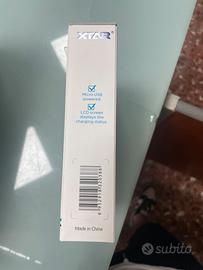 XTAR
Micro USB
powered.
LCD screen
displays the
charging status
Made in China
subito